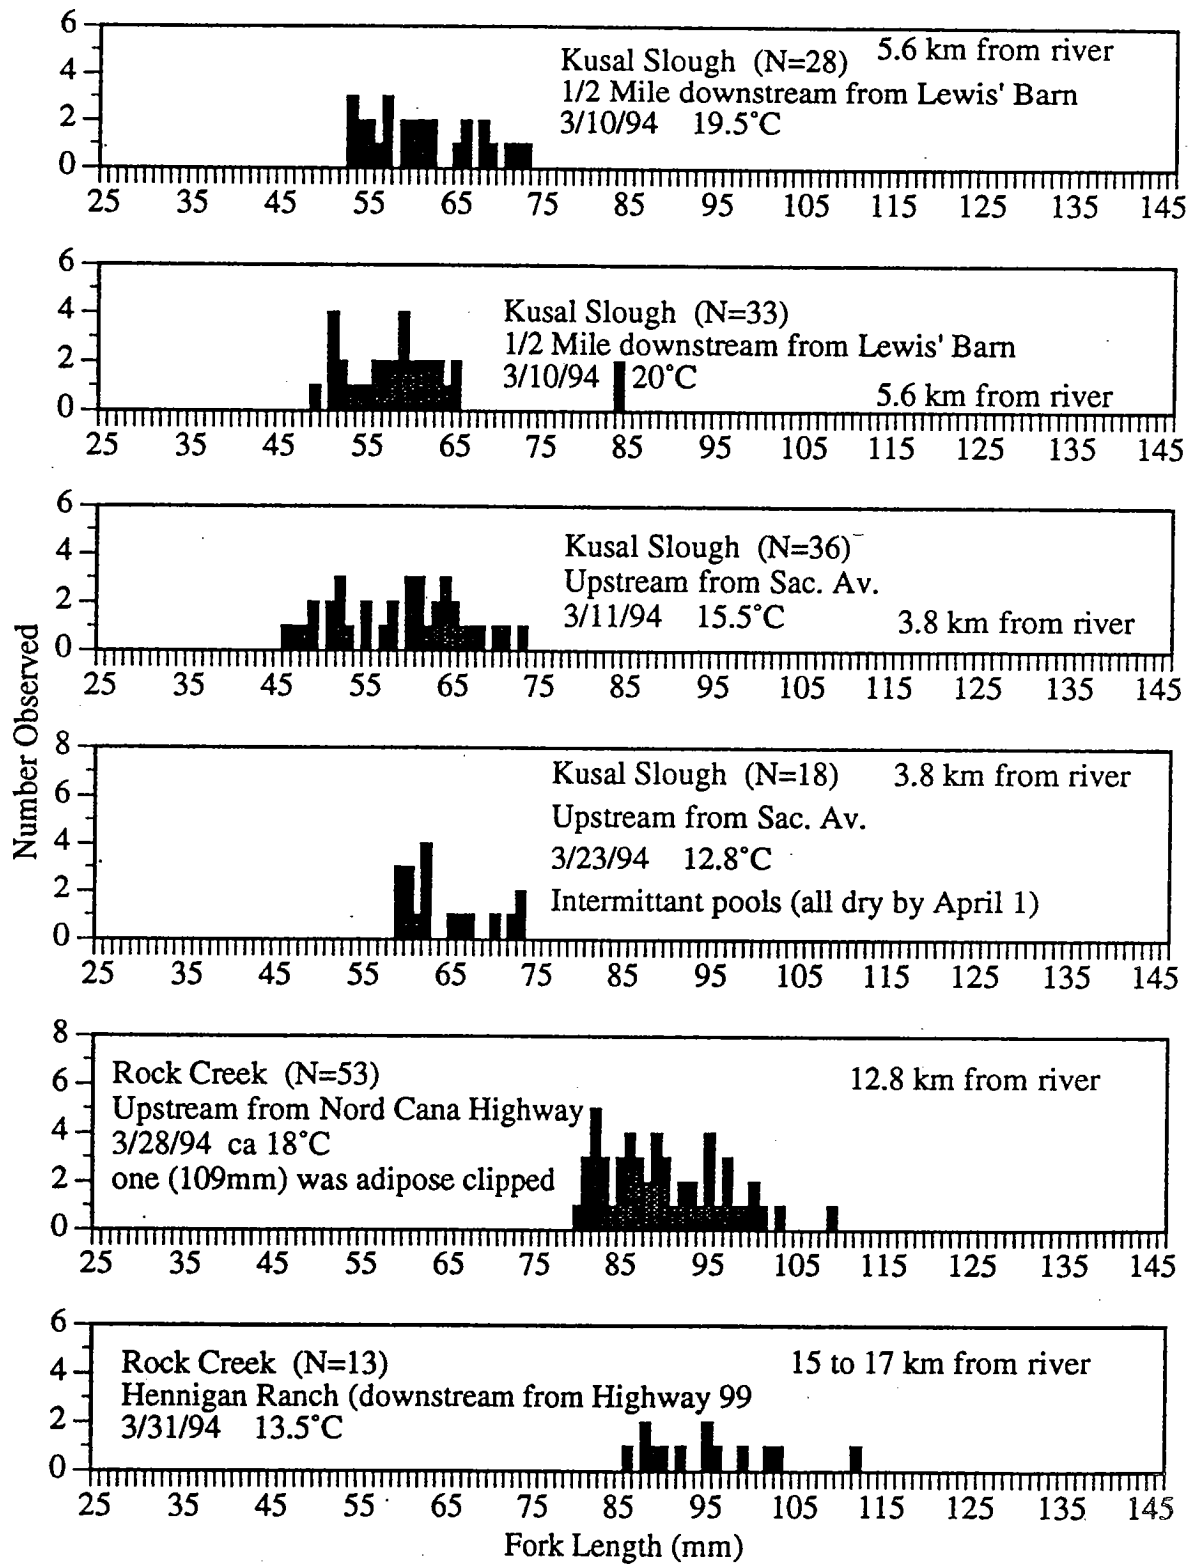 6
Kusal Slough (N=28) 5.6 km from river
4
1/2 Mile downstream from Lewis' Barn
2
3/10/94 19.5°C
0
25 35 45 55 65 75 85 95 105 115 125 135 145
6
4
Kusal Slough (N=33)
1/2 Mile downstream from Lewis' Barn
2
3/10/94 20°C
5.6 km from river
0
25 35 45 55 65 75 85 95 105 115 125 135 145
6
4
Kusal Slough (N=36)
Upstream from Sac. Av.
2
3/11/94 15.5°C 3.8 km from river
0
25 35 45 55 65 75 85 95 105 115 125 135 145
Number Observed
8
Kusal Slough (N=18) 3.8 km from river
6
Upstream from Sac. Av.
4
3/23/94 12.8°C
2
Intermittant pools (all dry by April 1)
0
25 35 45 55 65 75 85 95 105 115 125 135 145
8
Rock Creek (N=53) 12.8 km from river
6
Upstream from Nord Cana Highway
4
3/28/94 ca 18°C
2
one (109mm) was adipose clipped
0
25 35 45 55 65 75 85 95 105 115 125 135 145
6
Rock Creek (N=13) 15 to 17 km from river
4
Hennigan Ranch (downstream from Highway 99
2
3/31/94 13.5°C
0
25 35 45 55 65 75 85 95 105 115 125 135 145
Fork Length (mm)